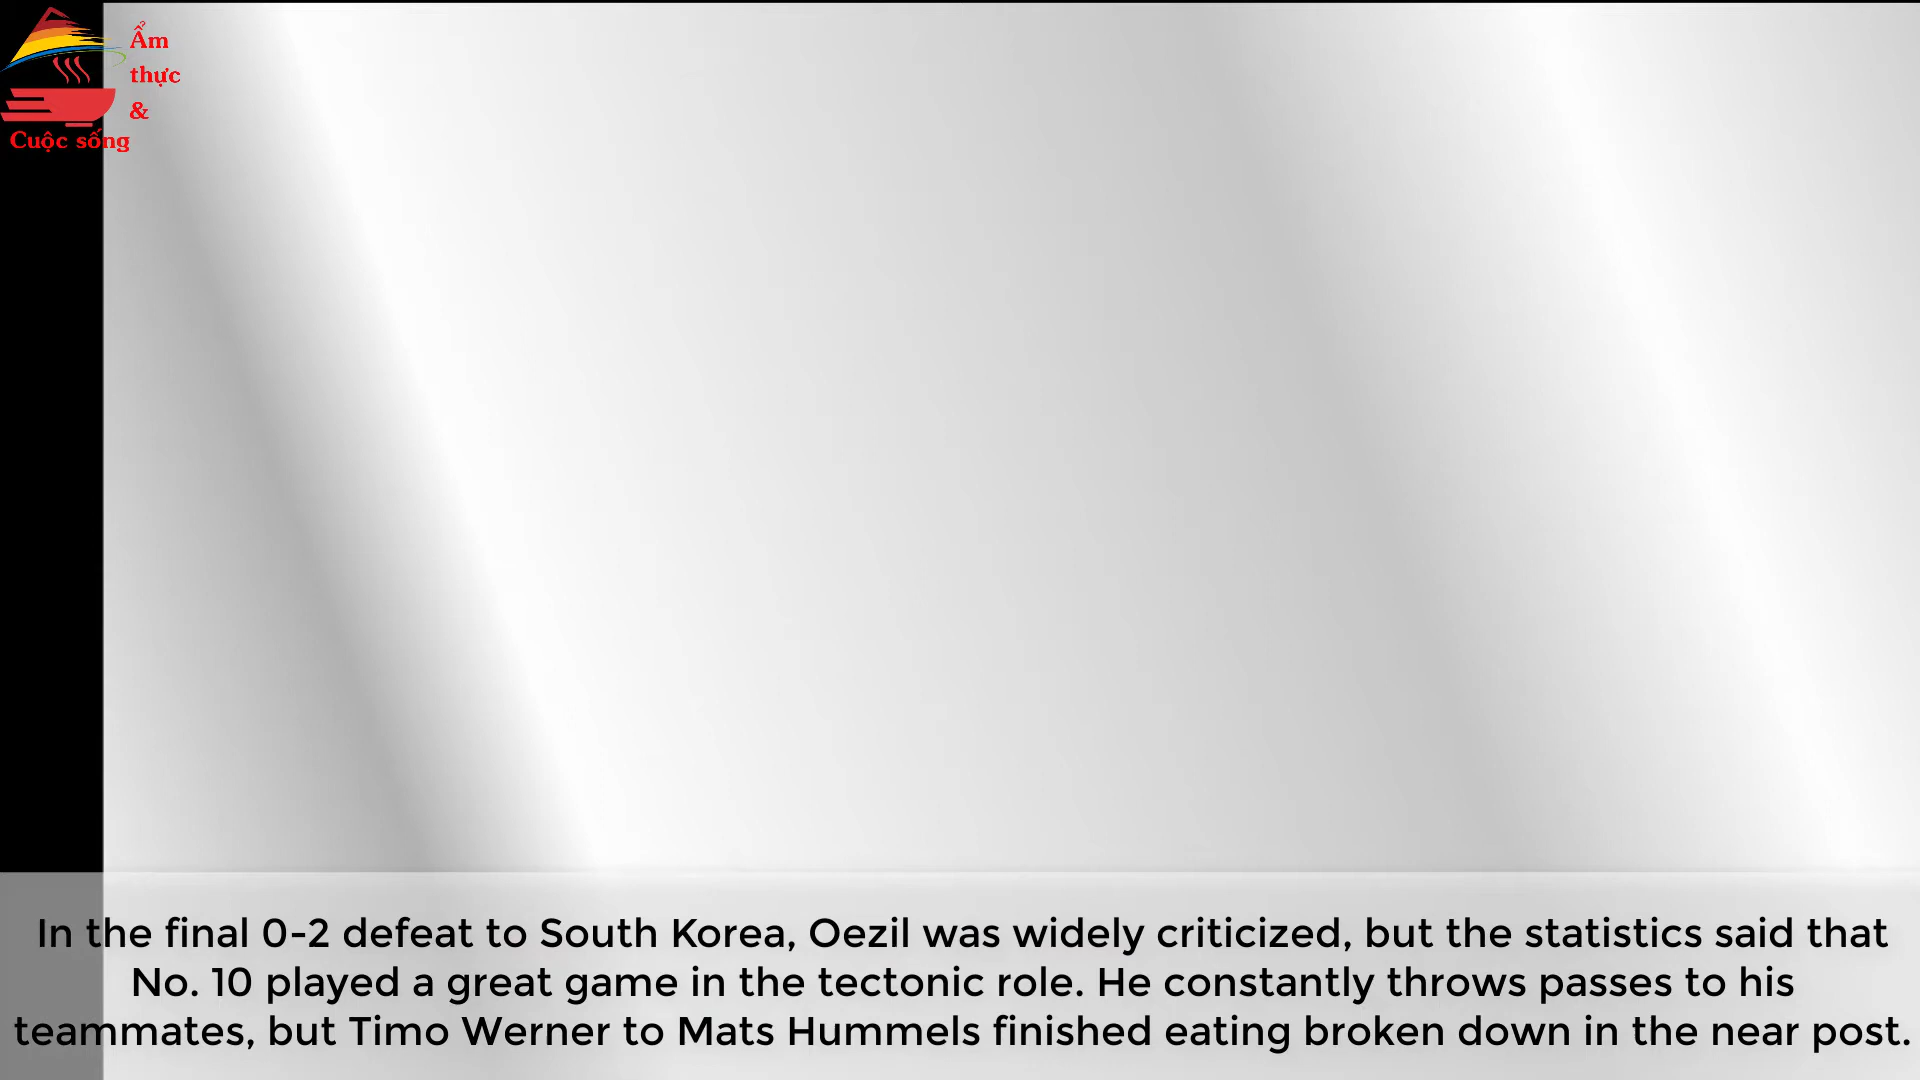 Ẩm
thực
&
Cuộc sống
In the final 0-2 defeat to South Korea, Oezil was widely criticized, but the statistics said that
No. 10 played a great game in the tectonic role. He constantly throws passes to his
teammates, but Timo Werner to Mats Hummels finished eating broken down in the near post.